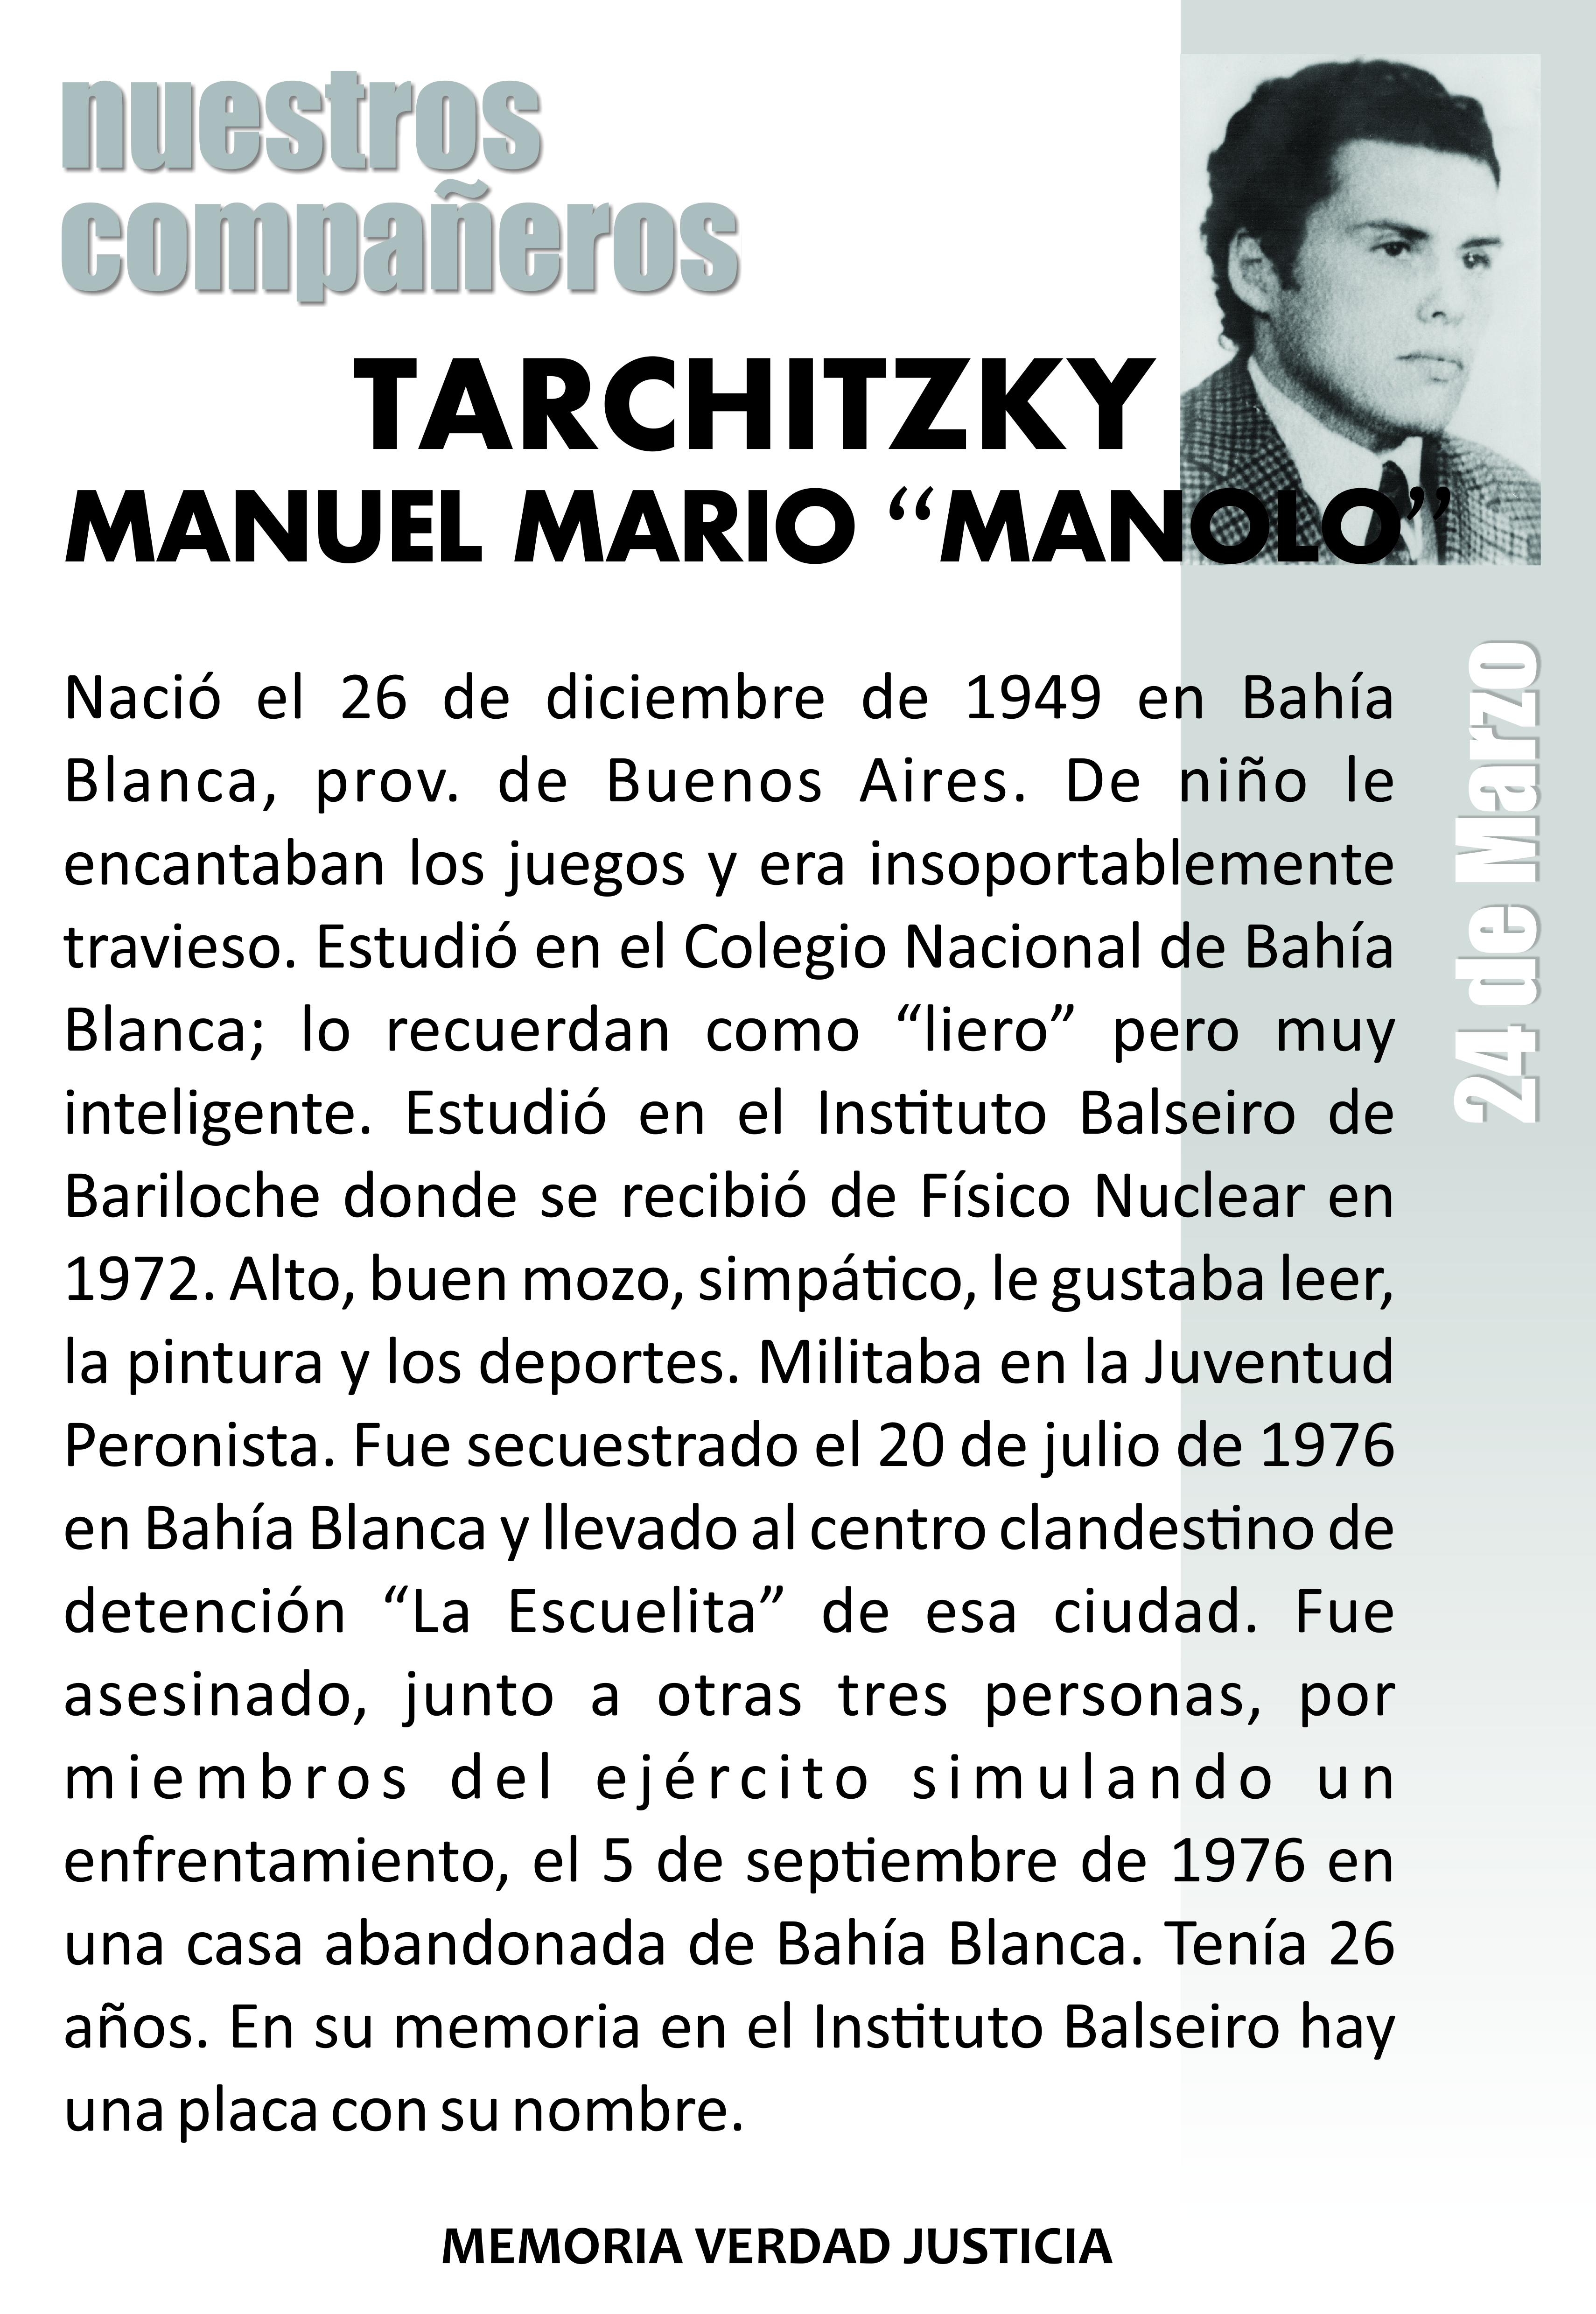 nuestros
compañeros
TARCHITZKY
MANUEL MARIO “MANOLO”
Nació el 26 de diciembre de 1949 en Bahía
Blanca, prov. de Buenos Aires. De niño le
encantaban los juegos y era insoportablemente
travieso. Estudió en el Colegio Nacional de Bahía
Blanca; lo recuerdan como “liero” pero muy
inteligente. Estudió en el Instituto Balseiro de
Bariloche donde se recibió de Físico Nuclear en
1972. Alto, buen mozo, simpático, le gustaba leer,
la pintura y los deportes. Militaba en la Juventud
Peronista. Fue secuestrado el 20 de julio de 1976
en Bahía Blanca y llevado al centro clandestino de
detención “La Escuelita” de esa ciudad. Fue
asesinado, junto a otras tres personas, por
miembros del ejército simulando un
enfrentamiento, el 5 de septiembre de 1976 en
una casa abandonada de Bahía Blanca. Tenía 26
años. En su memoria en el Instituto Balseiro hay
una placa con su nombre.
24 de Marzo
MEMORIA VERDAD JUSTICIA